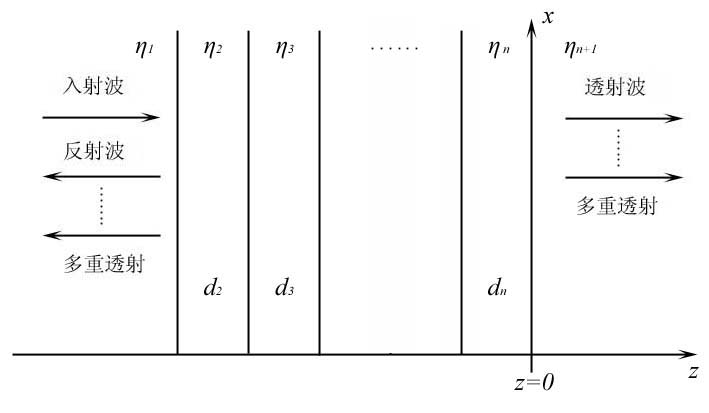 x
η1 η2 η3 ...... ηn ηn+1
入射波 透射波
反射波
多重透射
多重透射
d2 d3 dn
z
z=0